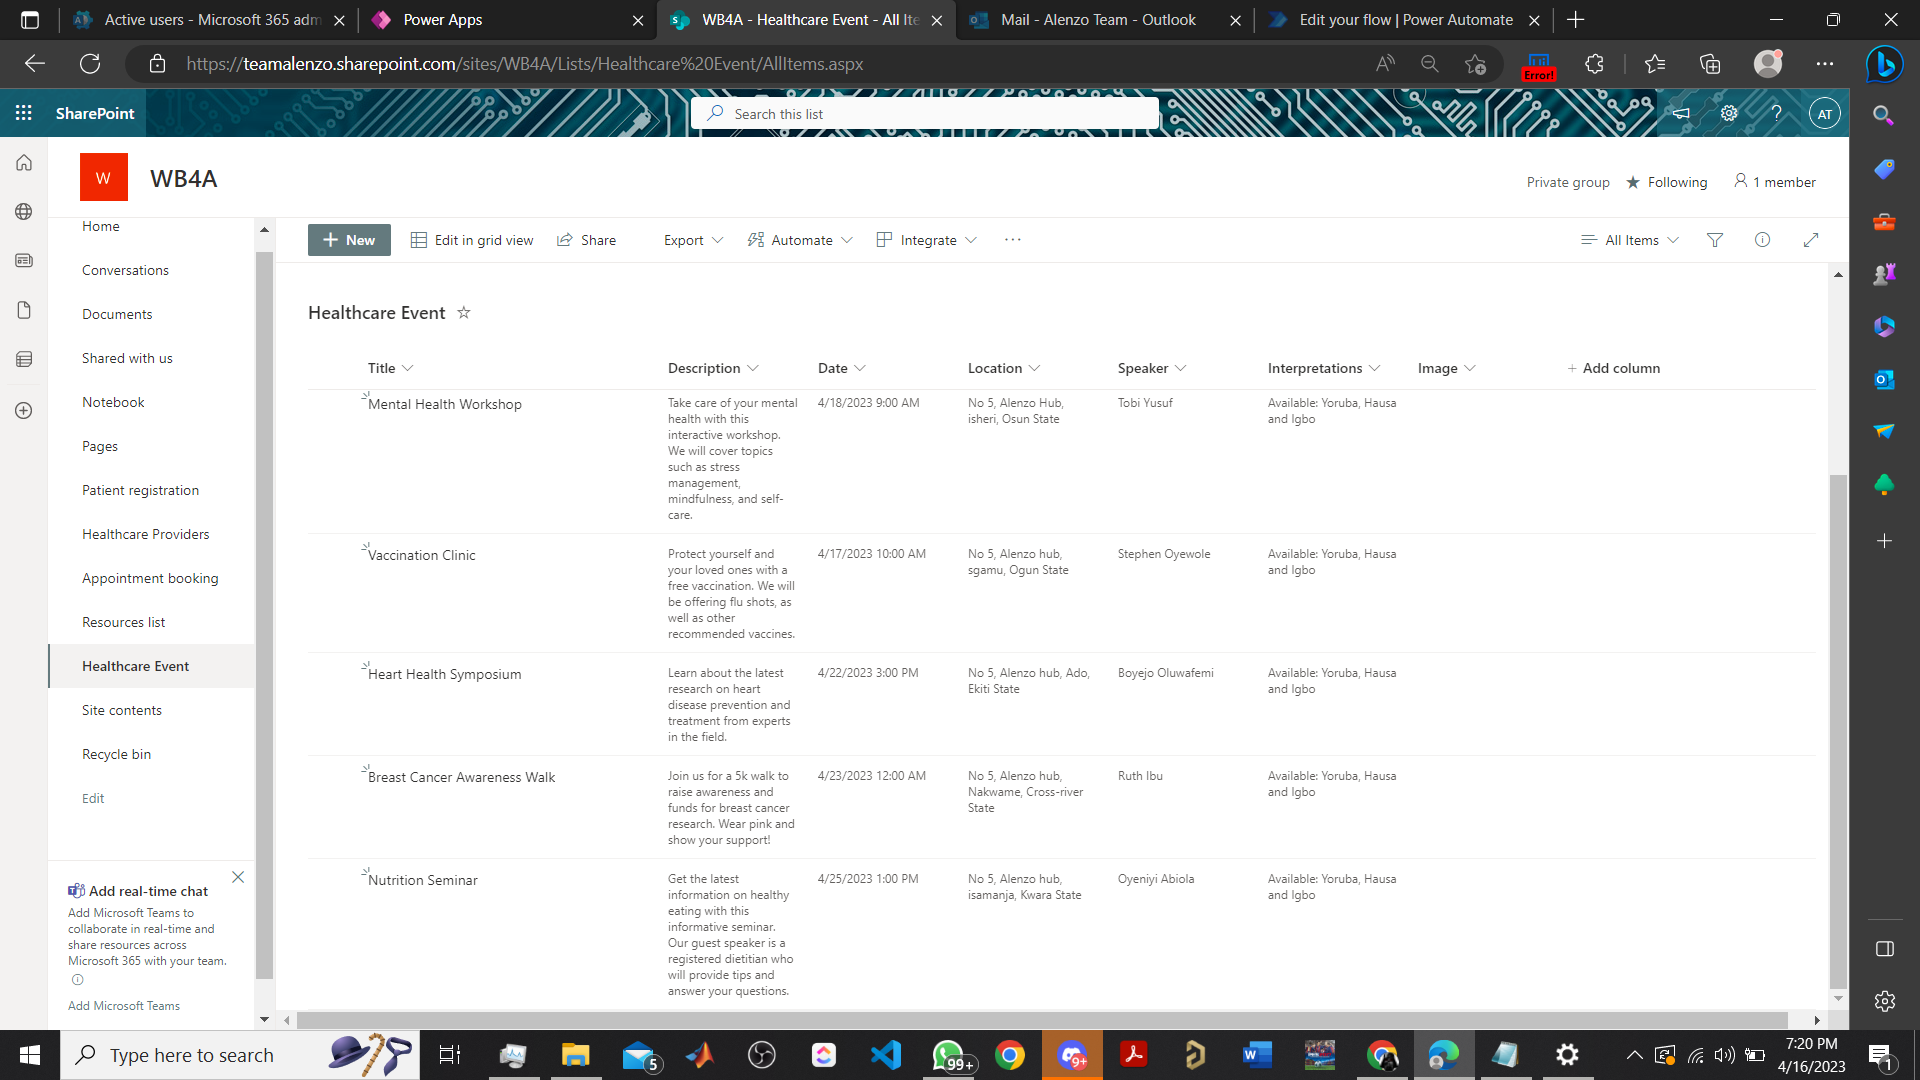 Active users - Microsoft 365 adm
Power Apps
WB4A - Healthcare Event - All Ite
Mail - Alenzo Team - Outlook
Edit your flow | Power Automate
https://teamalenzo.sharepoint.com/sites/WB4A/Lists/Healthcare%20Event/AllItems.aspx
Error!
SharePoint
Search this list
AT
W
WB4A
Private group
Following
1 member
Home
Conversations
Documents
Shared with us
Notebook
Pages
Patient registration
Healthcare Providers
Appointment booking
Resources list
Healthcare Event
Site contents
Recycle bin
Edit
Add real-time chat
Add Microsoft Teams to
collaborate in real-time and
share resources across
Microsoft 365 with your team.
Add Microsoft Teams
New
Edit in grid view
Share
Export
Automate
Integrate
All Items
Healthcare Event
Title
Description
Date
Location
Speaker
Interpretations
Image
Add column
Mental Health Workshop
Take care of your mental
health with this
interactive workshop.
We will cover topics
such as stress
management,
mindfulness, and self-
care.
4/18/2023 9:00 AM
No 5, Alenzo Hub,
isheri, Osun State
Tobi Yusuf
Available: Yoruba, Hausa
and Igbo
Vaccination Clinic
Protect yourself and
your loved ones with a
free vaccination. We will
be offering flu shots, as
well as other
recommended vaccines.
4/17/2023 10:00 AM
No 5, Alenzo hub,
sgamu, Ogun State
Stephen Oyewole
Available: Yoruba, Hausa
and Igbo
Heart Health Symposium
Learn about the latest
research on heart
disease prevention and
treatment from experts
in the field.
4/22/2023 3:00 PM
No 5, Alenzo hub, Ado,
Ekiti State
Boyejo Oluwafemi
Available: Yoruba, Hausa
and Igbo
Breast Cancer Awareness Walk
Join us for a 5k walk to
raise awareness and
funds for breast cancer
research. Wear pink and
show your support!
4/23/2023 12:00 AM
No 5, Alenzo hub,
Nakwame, Cross-river
State
Ruth Ibu
Available: Yoruba, Hausa
and Igbo
Nutrition Seminar
Get the latest
information on healthy
eating with this
informative seminar.
Our guest speaker is a
registered dietitian who
will provide tips and
answer your questions.
4/25/2023 1:00 PM
No 5, Alenzo hub,
isamanja, Kwara State
Oyeniyi Abiola
Available: Yoruba, Hausa
and Igbo
Type here to search
5
99+
9+
7:20 PM
4/16/2023
1